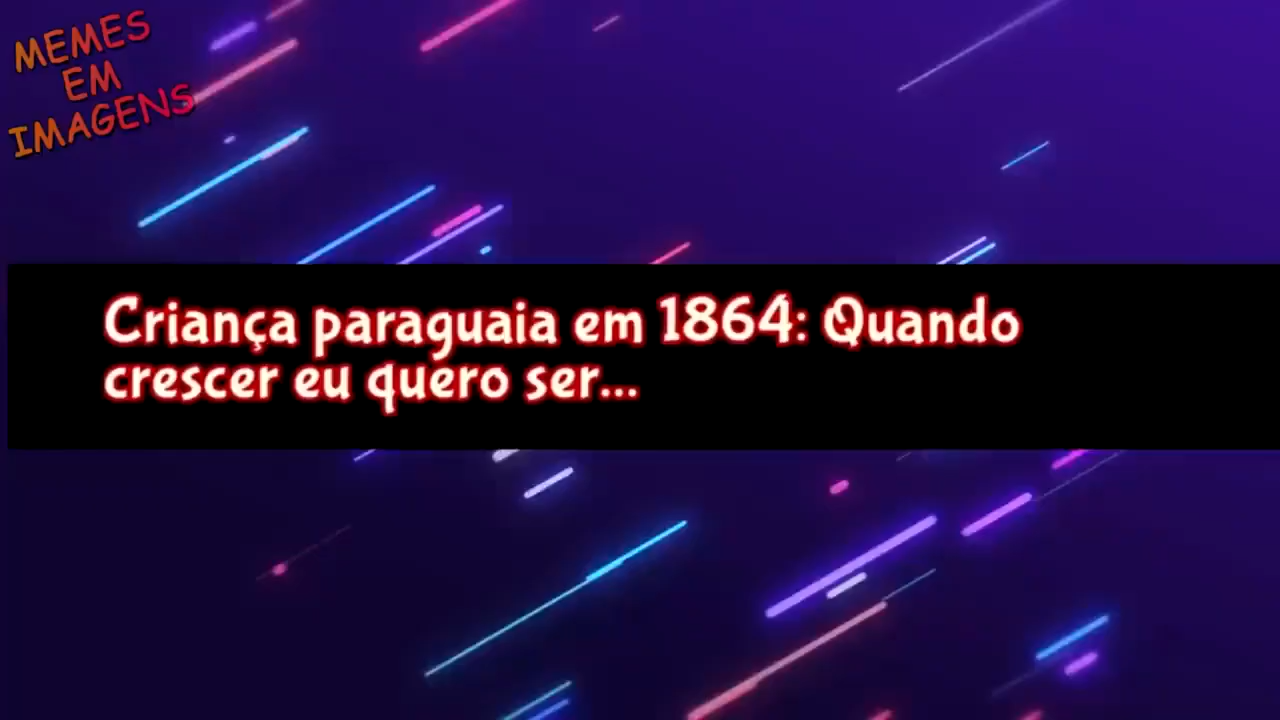 MEMES
EM
IMAGENS
Criança paraguaia em 1864: Quando
crescer eu quero ser...